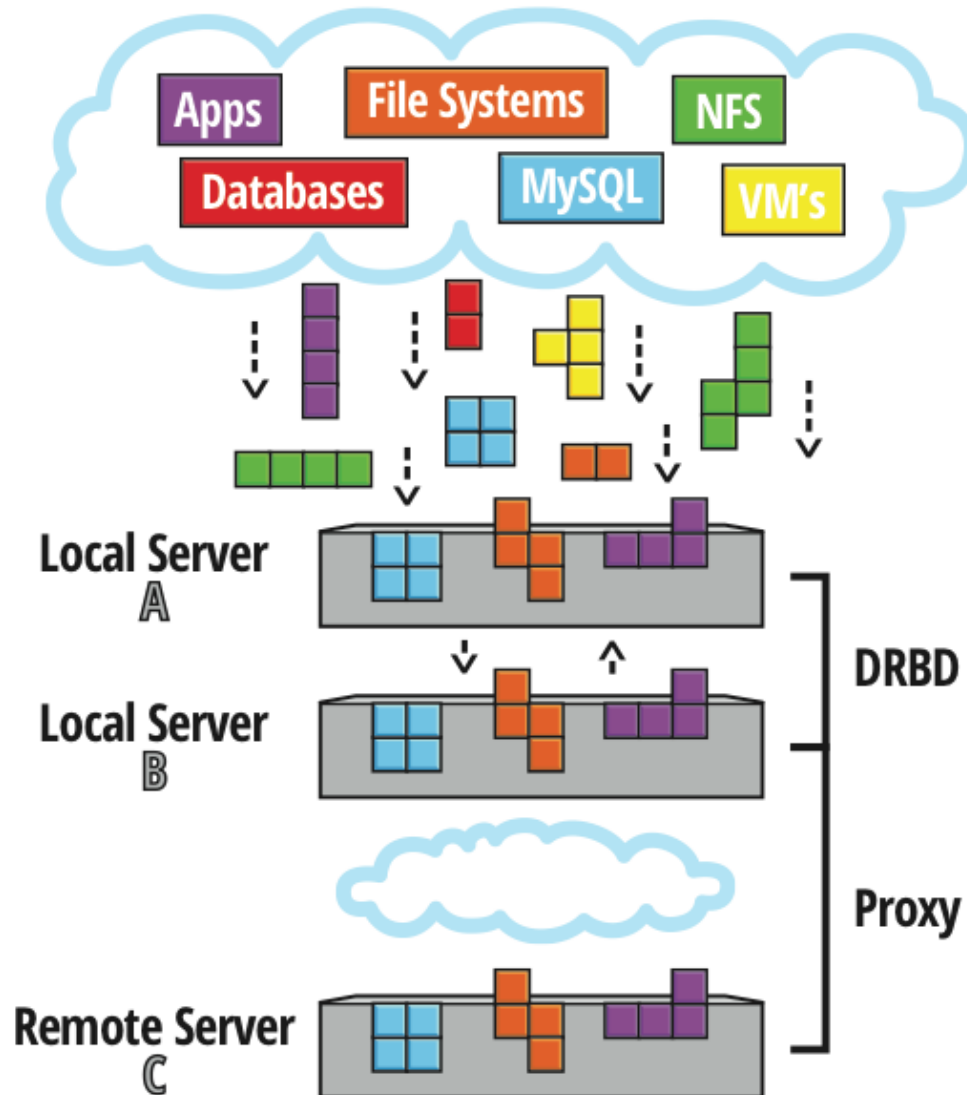 Apps
File Systems
NFS
Databases
MySQL
VM's
Local Server
A
DRBD
Local Server
B
Proxy
Remote Server
C